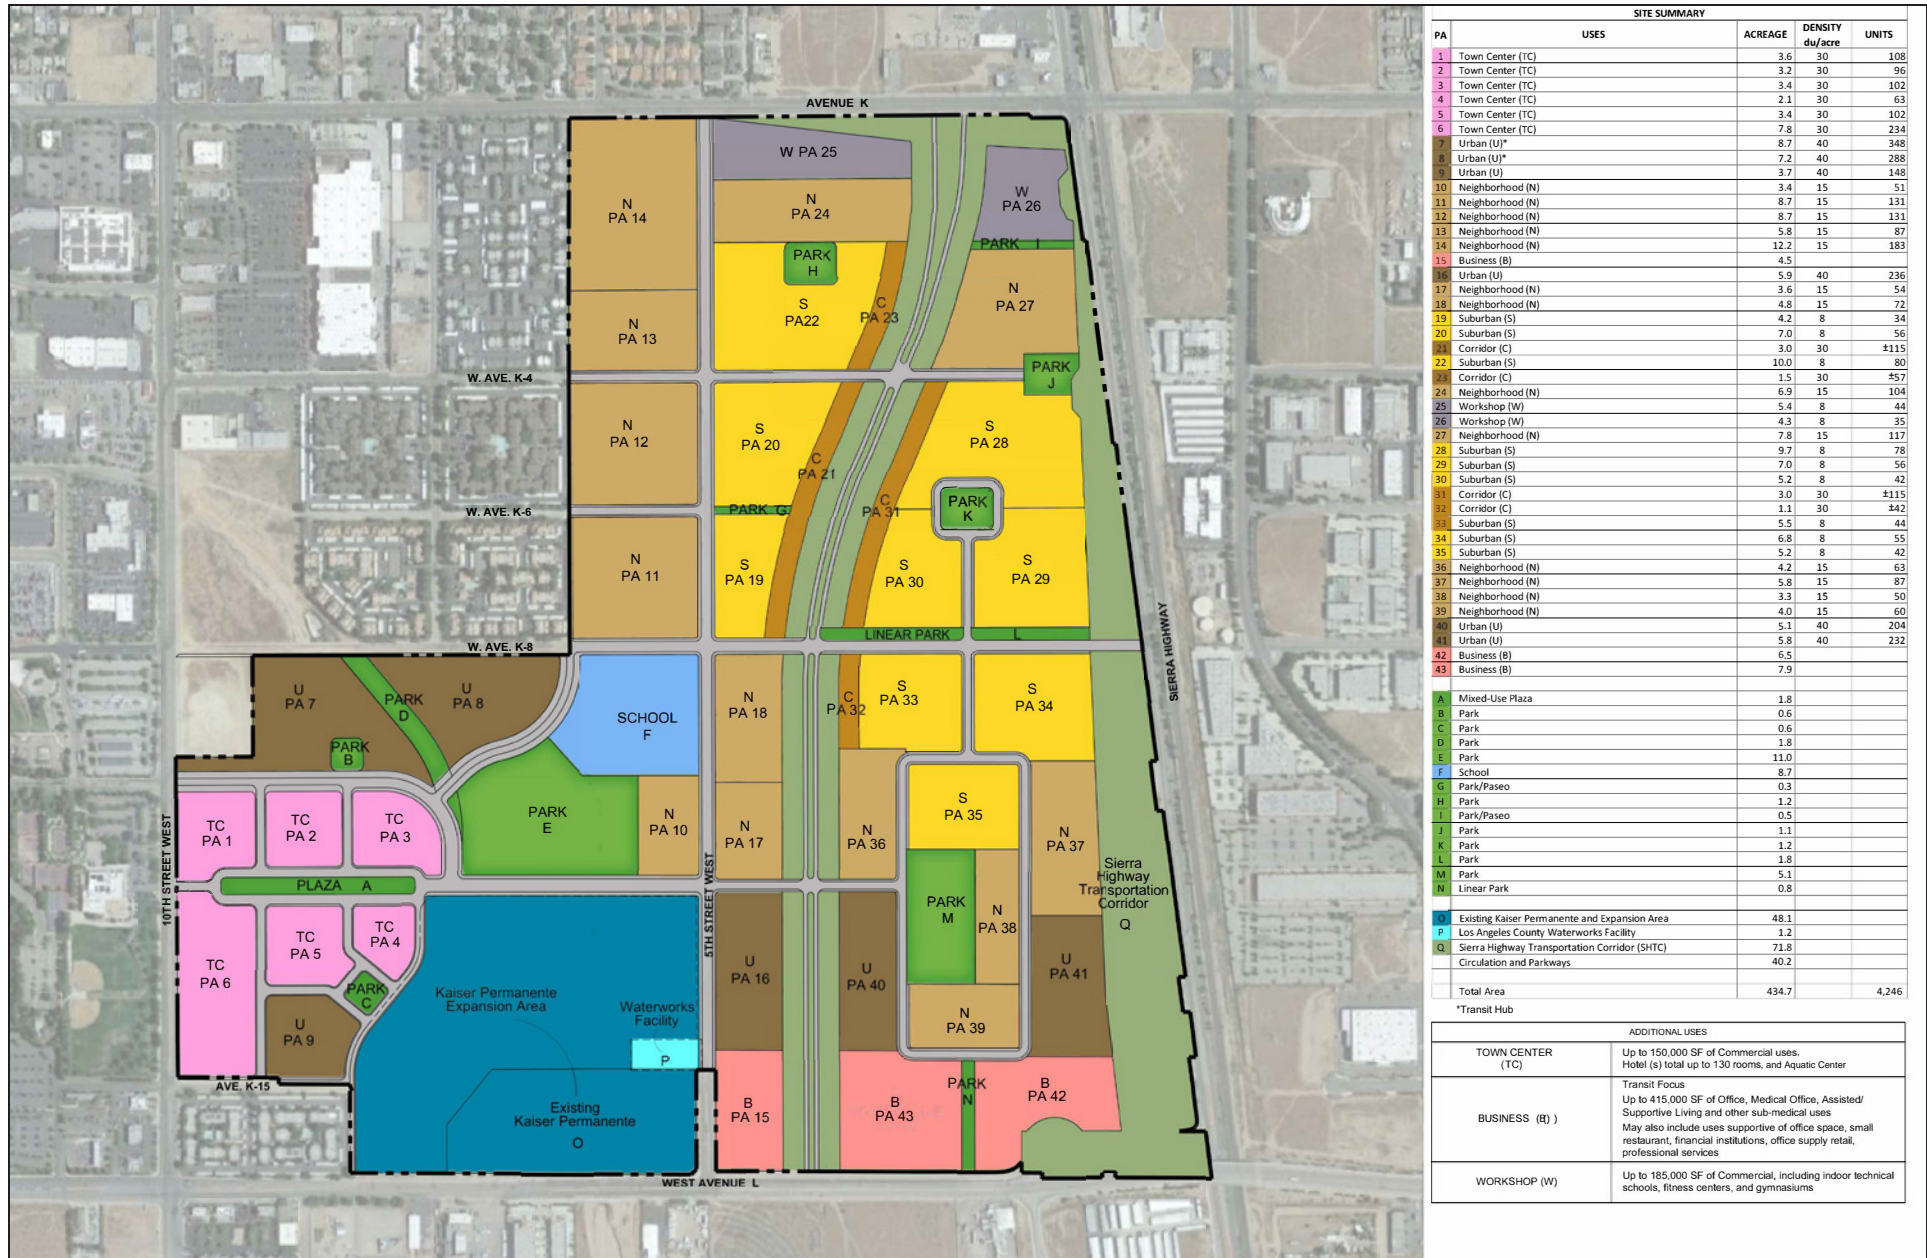 AVENUE K
W PA 25
N
PA 14
N
PA 24
W
PA 26
PARK I
PARK
H
N
PA 27
S
PA22
C
PA 23
N
PA 13
PARK
J
W. AVE. K-4
N
PA 12
S
PA 20
S
PA 28
C
PA 21
C
PA 31
PARK
K
PARK G
W. AVE. K-6
N
PA 11
S
PA 19
S
PA 30
S
PA 29
LINEAR PARK L
W. AVE. K-8
SIERRA HIGHWAY
U
PA 7
PARK
D
U
PA 8
SCHOOL
F
N
PA 18
C
PA 32
S
PA 33
S
PA 34
PARK
B
TC
PA 1
TC
PA 2
TC
PA 3
PARK
E
N
PA 10
N
PA 17
N
PA 36
S
PA 35
N
PA 37
10TH STREET WEST
5TH STREET WEST
Sierra
Highway
Transportation
Corridor
Q
PLAZA A
PARK
M
N
PA 38
TC
PA 6
TC
PA 5
TC
PA 4
PARK
C
U
PA 9
U
PA 16
U
PA 40
U
PA 41
N
PA 39
Kaiser Permanente
Expansion Area
Waterworks
Facility
P
AVE. K-15
Existing
Kaiser Permanente
O
B
PA 15
B
PA 43
PARK
N
B
PA 42
WEST AVENUE L
SITE SUMMARY
PA USES ACREAGE DENSITY du/acre UNITS
1 Town Center (TC) 3.6 30 108
2 Town Center (TC) 3.2 30 96
3 Town Center (TC) 3.4 30 102
4 Town Center (TC) 2.1 30 63
5 Town Center (TC) 3.4 30 102
6 Town Center (TC) 7.8 30 234
7 Urban (U)* 8.7 40 348
8 Urban (U)* 7.2 40 288
9 Urban (U) 3.7 40 148
10 Neighborhood (N) 3.4 15 51
11 Neighborhood (N) 8.7 15 131
12 Neighborhood (N) 8.7 15 131
13 Neighborhood (N) 5.8 15 87
14 Neighborhood (N) 12.2 15 183
15 Business (B) 4.5
16 Urban (U) 5.9 40 236
17 Neighborhood (N) 3.6 15 54
18 Neighborhood (N) 4.8 15 72
19 Suburban (S) 4.2 8 34
20 Suburban (S) 7.0 8 56
21 Corridor (C) 3.0 30 ±115
22 Suburban (S) 10.0 8 80
23 Corridor (C) 1.5 30 ±57
24 Neighborhood (N) 6.9 15 104
25 Workshop (W) 5.4 8 44
26 Workshop (W) 4.3 8 35
27 Neighborhood (N) 7.8 15 117
28 Suburban (S) 9.7 8 78
29 Suburban (S) 7.0 8 56
30 Suburban (S) 5.2 8 42
31 Corridor (C) 3.0 30 ±115
32 Corridor (C) 1.1 30 ±42
33 Suburban (S) 5.5 8 44
34 Suburban (S) 6.8 8 55
35 Suburban (S) 5.2 8 42
36 Neighborhood (N) 4.2 15 63
37 Neighborhood (N) 5.8 15 87
38 Neighborhood (N) 3.3 15 50
39 Neighborhood (N) 4.0 15 60
40 Urban (U) 5.1 40 204
41 Urban (U) 5.8 40 232
42 Business (B) 6.5
43 Business (B) 7.9
A Mixed-Use Plaza 1.8
B Park 0.6
C Park 0.6
D Park 1.8
E Park 11.0
F School 8.7
G Park/Paseo 0.3
H Park 1.2
I Park/Paseo 0.5
J Park 1.1
K Park 1.2
L Park 1.8
M Park 5.1
N Linear Park 0.8
O Existing Kaiser Permanente and Expansion Area 48.1
P Los Angeles County Waterworks Facility 1.2
Q Sierra Highway Transportation Corridor (SHTC) 71.8
Circulation and Parkways 40.2
Total Area 434.7 4,246
*Transit Hub
ADDITIONAL USES
TOWN CENTER
(TC)
Up to 150,000 SF of Commercial uses.
Hotel (s) total up to 130 rooms, and Aquatic Center
BUSINESS (B) )
Transit Focus
Up to 415,000 SF of Office, Medical Office, Assisted/
Supportive Living and other sub-medical uses
May also include uses supportive of office space, small
restaurant, financial institutions, office supply retail,
professional services
WORKSHOP (W)
Up to 185,000 SF of Commercial, including indoor technical
schools, fitness centers, and gymnasiums